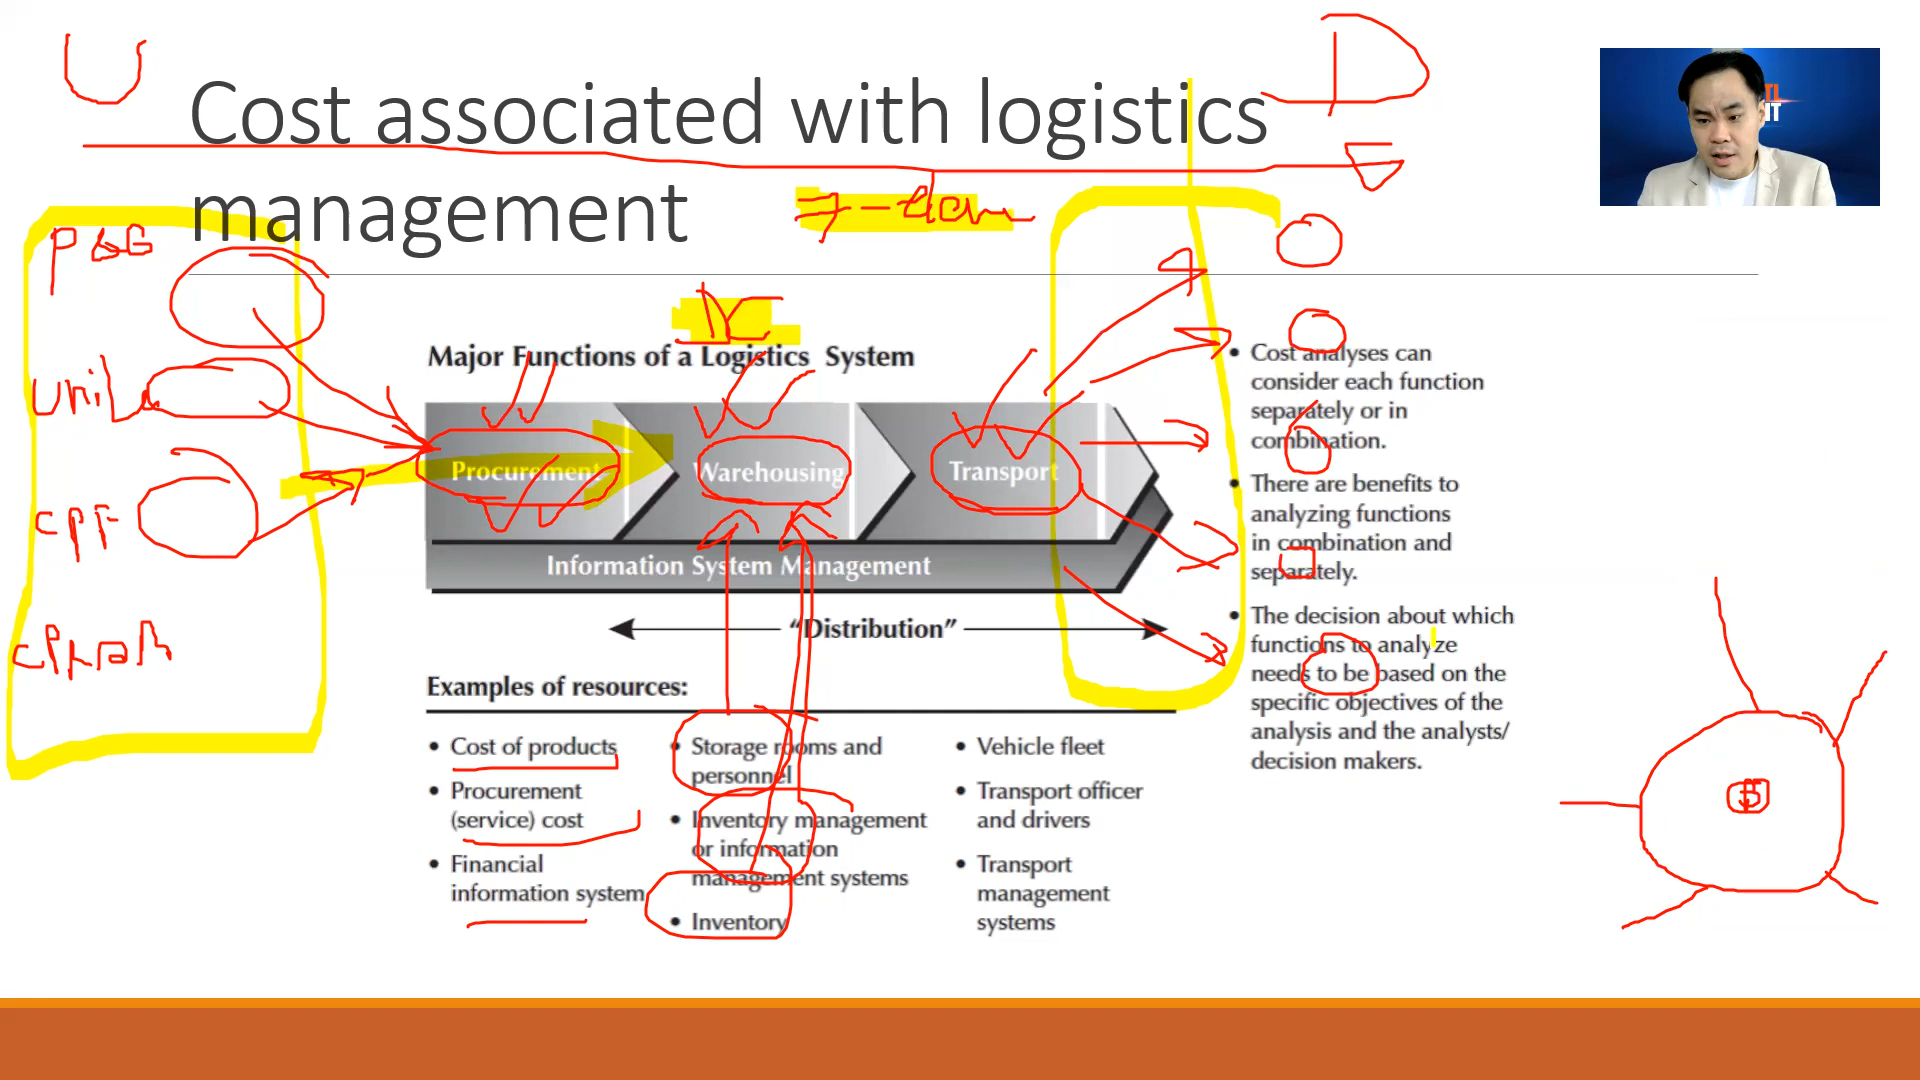 U
D
Cost associated with logistics
management
P&G
CPF
DC
Major Functions of a Logistics System
Procurement
Warehousing
Transport
Information System Management
“Distribution”
Examples of resources:
• Cost of products
• Procurement
(service) cost
• Financial
information system
• Storage rooms and
personnel
• Inventory management
or information
management systems
• Inventory
• Vehicle fleet
• Transport officer
and drivers
• Transport
management
systems
• Cost analyses can
consider each function
separately or in
combination.
• There are benefits to
analyzing functions
in combination and
separately.
• The decision about which
functions to analyze
needs to be based on the
specific objectives of the
analysis and the analysts/
decision makers.
IT